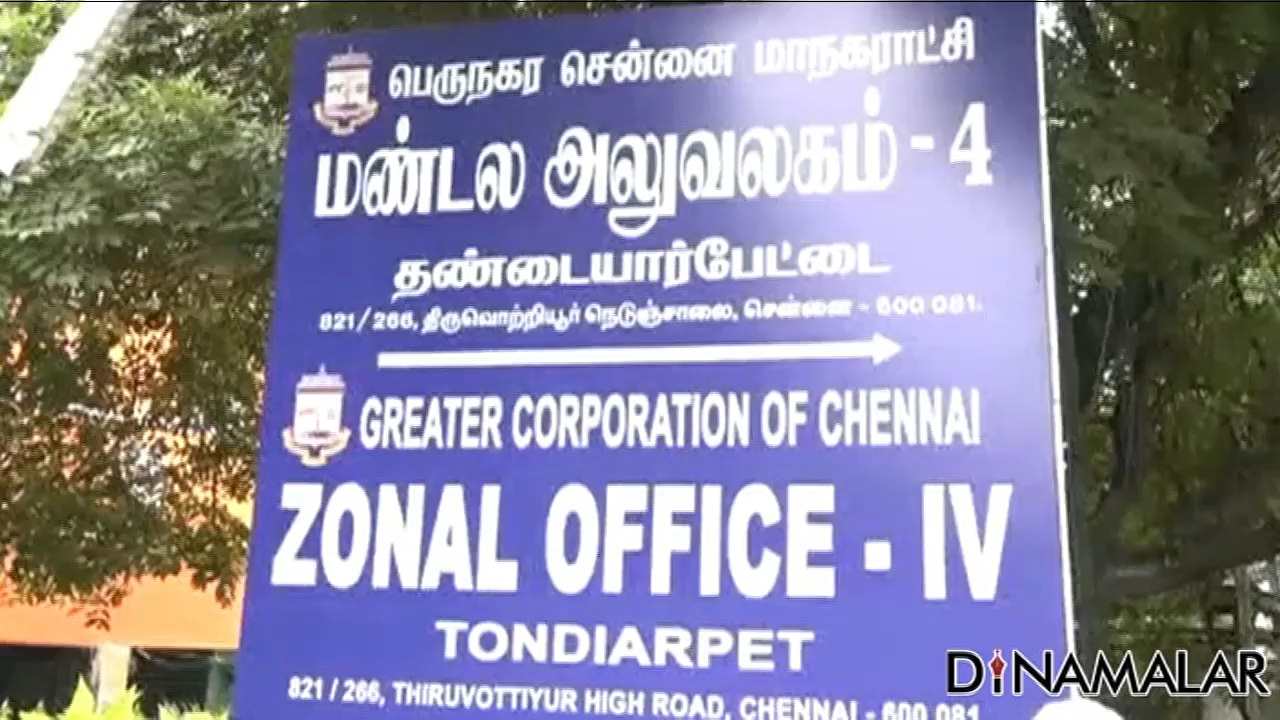 பெருநகர சென்னை மாநகராட்சி
மண்டல அலுவலகம் - 4
தண்டையார்பேட்டை
821/266, திருவொற்றியூர் நெடுஞ்சாலை, சென்னை - 600 081.
GREATER CORPORATION OF CHENNAI
ZONAL OFFICE - IV
TONDIARPET
821 / 266, THIRUVOTTIYUR HIGH ROAD, CHENNAI - 600 081
DINAMALAR